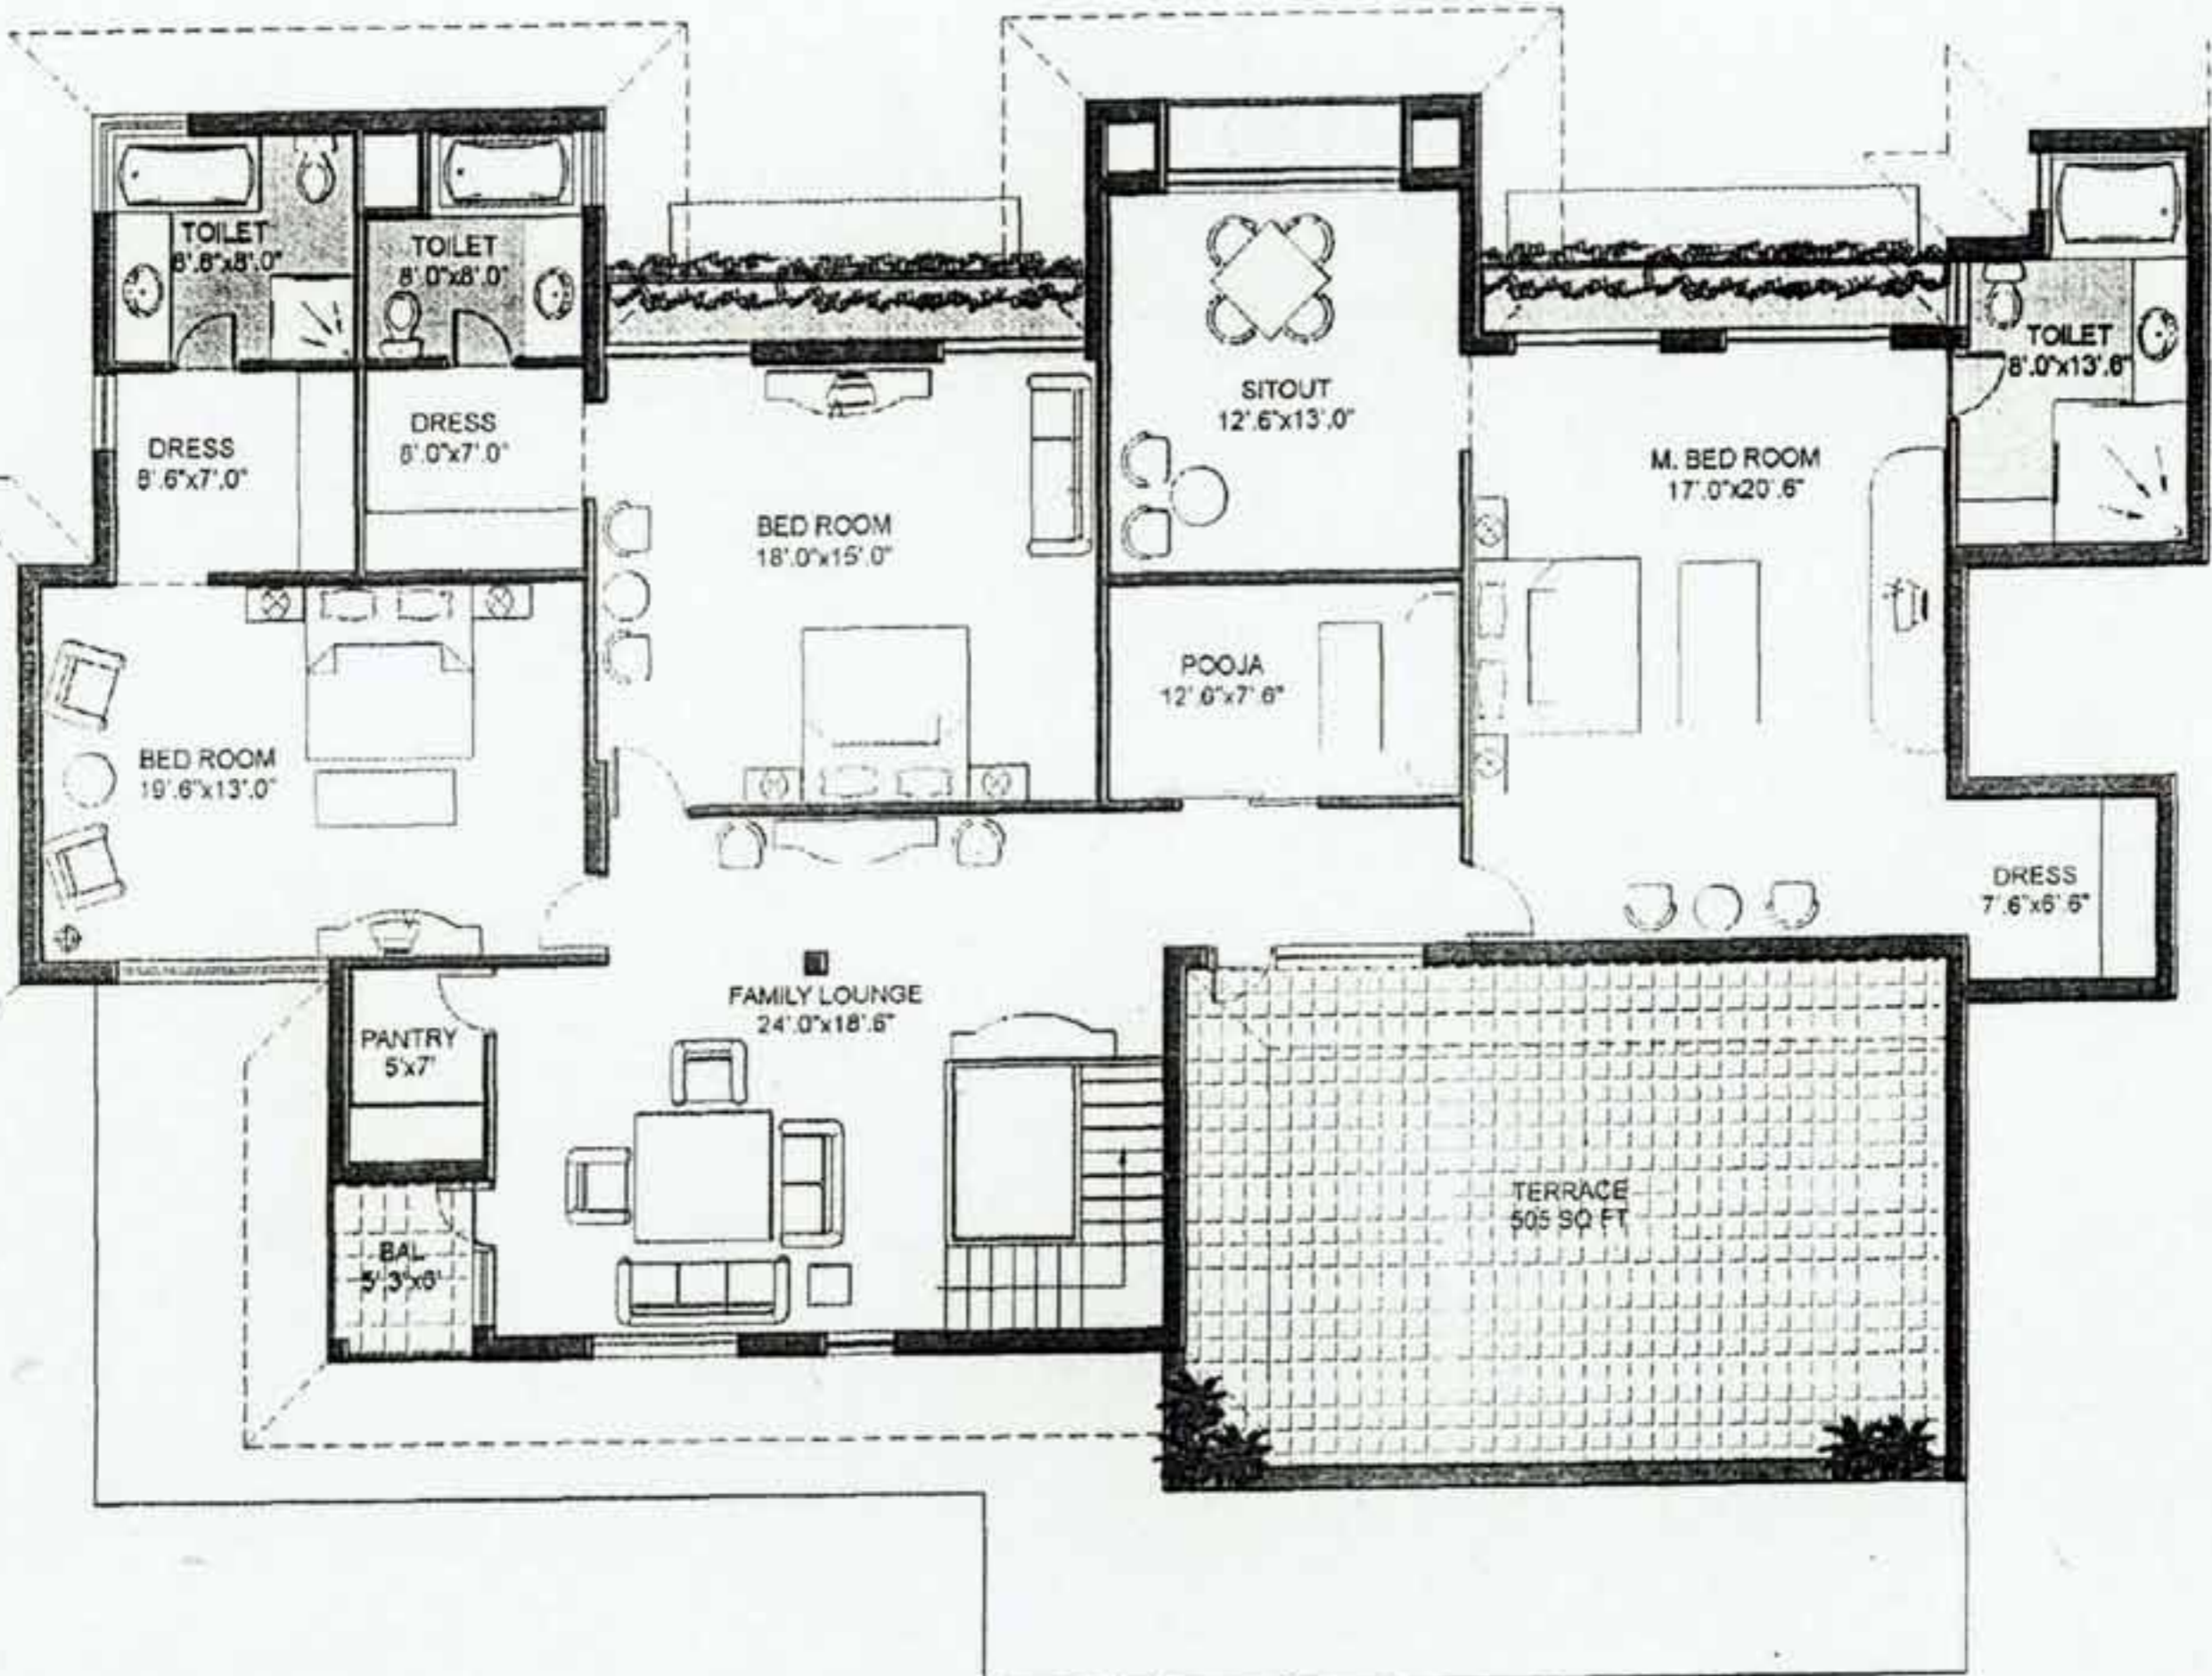 TOILET
8'.6"x8'.0"
TOILET
8'.0"x8'.0"
TOILET
8'.0"x13'.6"
DRESS
8'.6"x7'.0"
DRESS
8'.0"x7'.0"
SITOUT
12'.6"x13'.0"
M. BED ROOM
17'.0"x20'.6"
BED ROOM
18'.0"x15'.0"
POOJA
12'.6"x7'.6"
BED ROOM
19'.6"x13'.0"
DRESS
7'.6"x6'.6"
FAMILY LOUNGE
24'.0"x18'.6"
PANTRY
5'x7'
TERRACE
505 SQ FT
BAL
5'.3"x6'